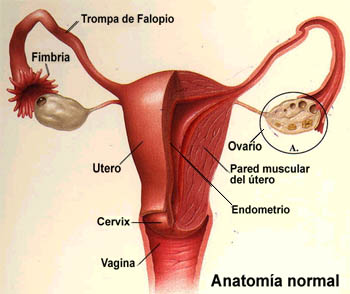 Trompa de Falopio
Fimbria
Ovario
A.
Utero
Pared muscular
del útero
Endometrio
Cervix
Vagina
Anatomía normal